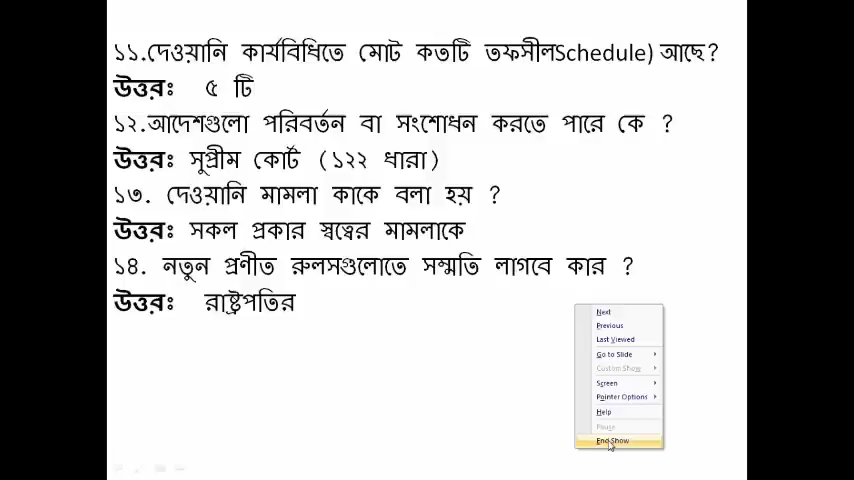 ১১.দেওয়ানি কার্যবিধিতে মোট কতটি তফসীলSchedule) আছে?
উত্তরঃ ৫ টি
১২.আদেশগুলো পরিবর্তন বা সংশোধন করতে পারে কে ?
উত্তরঃ সুপ্রীম কোর্ট (১২২ ধারা)
১৩. দেওয়ানি মামলা কাকে বলা হয় ?
উত্তরঃ সকল প্রকার স্বত্বের মামলাকে
১৪. নতুন প্রণীত রুলসগুলোতে সম্মতি লাগবে কার ?
উত্তরঃ রাষ্ট্রপতির
Next
Previous
Last Viewed
Go to Slide
Custom Show
Screen
Pointer Options
Help
Pause
End Show